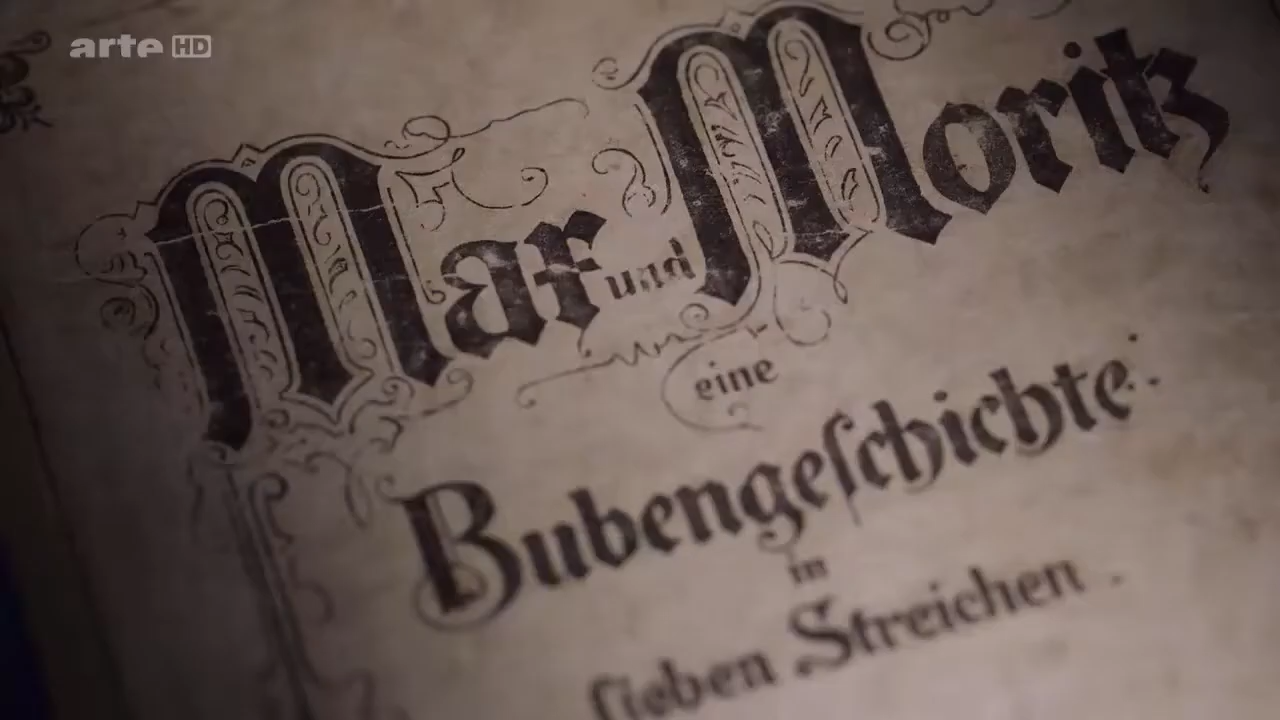 arte HD
Max und Moritz
eine
Bubengeſchichte.
in
ſieben Streichen.